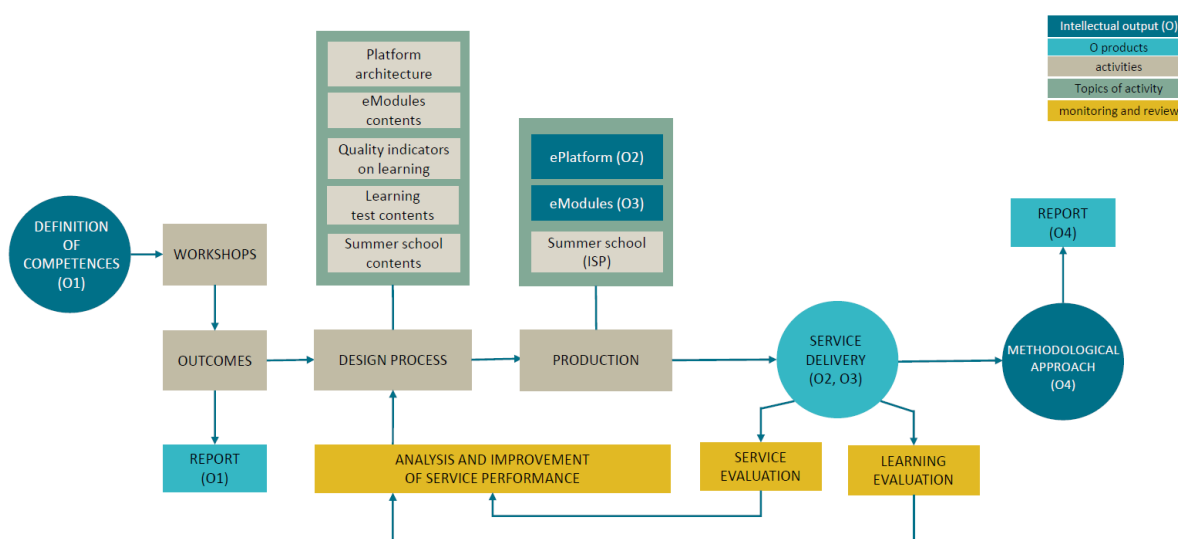 Intellectual output (O)
O products
activities
Topics of activity
monitoring and review
Platform
architecture
eModules
contents
Quality indicators
on learning
Learning
test contents
Summer school
contents
ePlatform (O2)
eModules (O3)
Summer school
(ISP)
DEFINITION
OF
COMPETENCES
(O1)
WORKSHOPS
REPORT
(O4)
OUTCOMES
DESIGN PROCESS
PRODUCTION
SERVICE
DELIVERY
(O2, O3)
METHODOLOGICAL
APPROACH
(O4)
REPORT
(O1)
ANALYSIS AND IMPROVEMENT
OF SERVICE PERFORMANCE
SERVICE
EVALUATION
LEARNING
EVALUATION